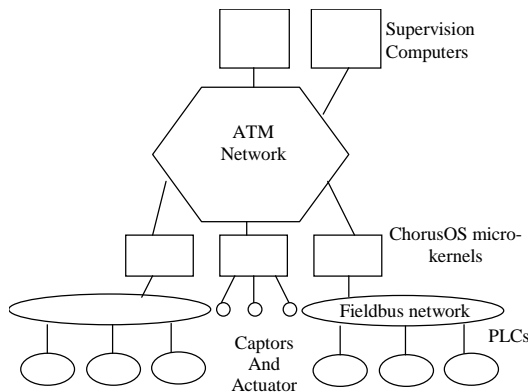 Supervision
Computers
ATM
Network
ChorusOS micro-
kernels
Fieldbus network
PLCs
Captors
And
Actuator